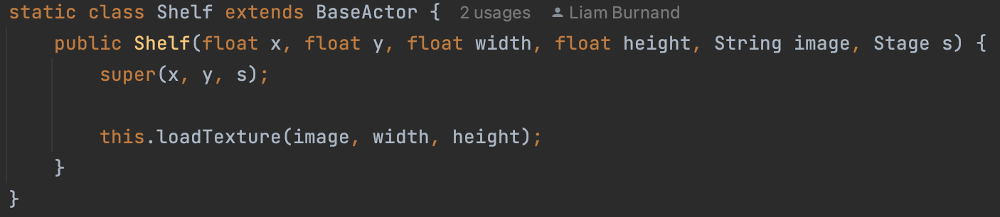 static class Shelf extends BaseActor { 2 usages Liam Burnand
public Shelf(float x, float y, float width, float height, String image, Stage s) {
super(x, y, s);
this.loadTexture(image, width, height);
}
}